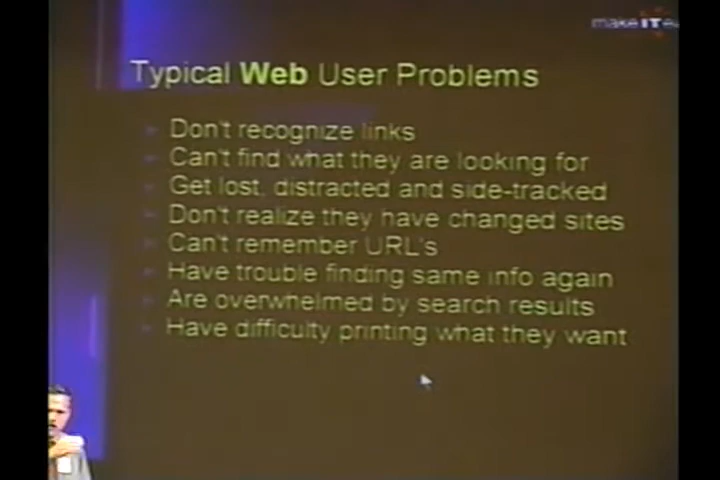 make IT
Typical Web User Problems
Don't recognize links
Can't find what they are looking for
Get lost, distracted and side-tracked
Don't realize they have changed sites
Can't remember URL's
Have trouble finding same info again
Are overwhelmed by search results
Have difficulty printing what they want